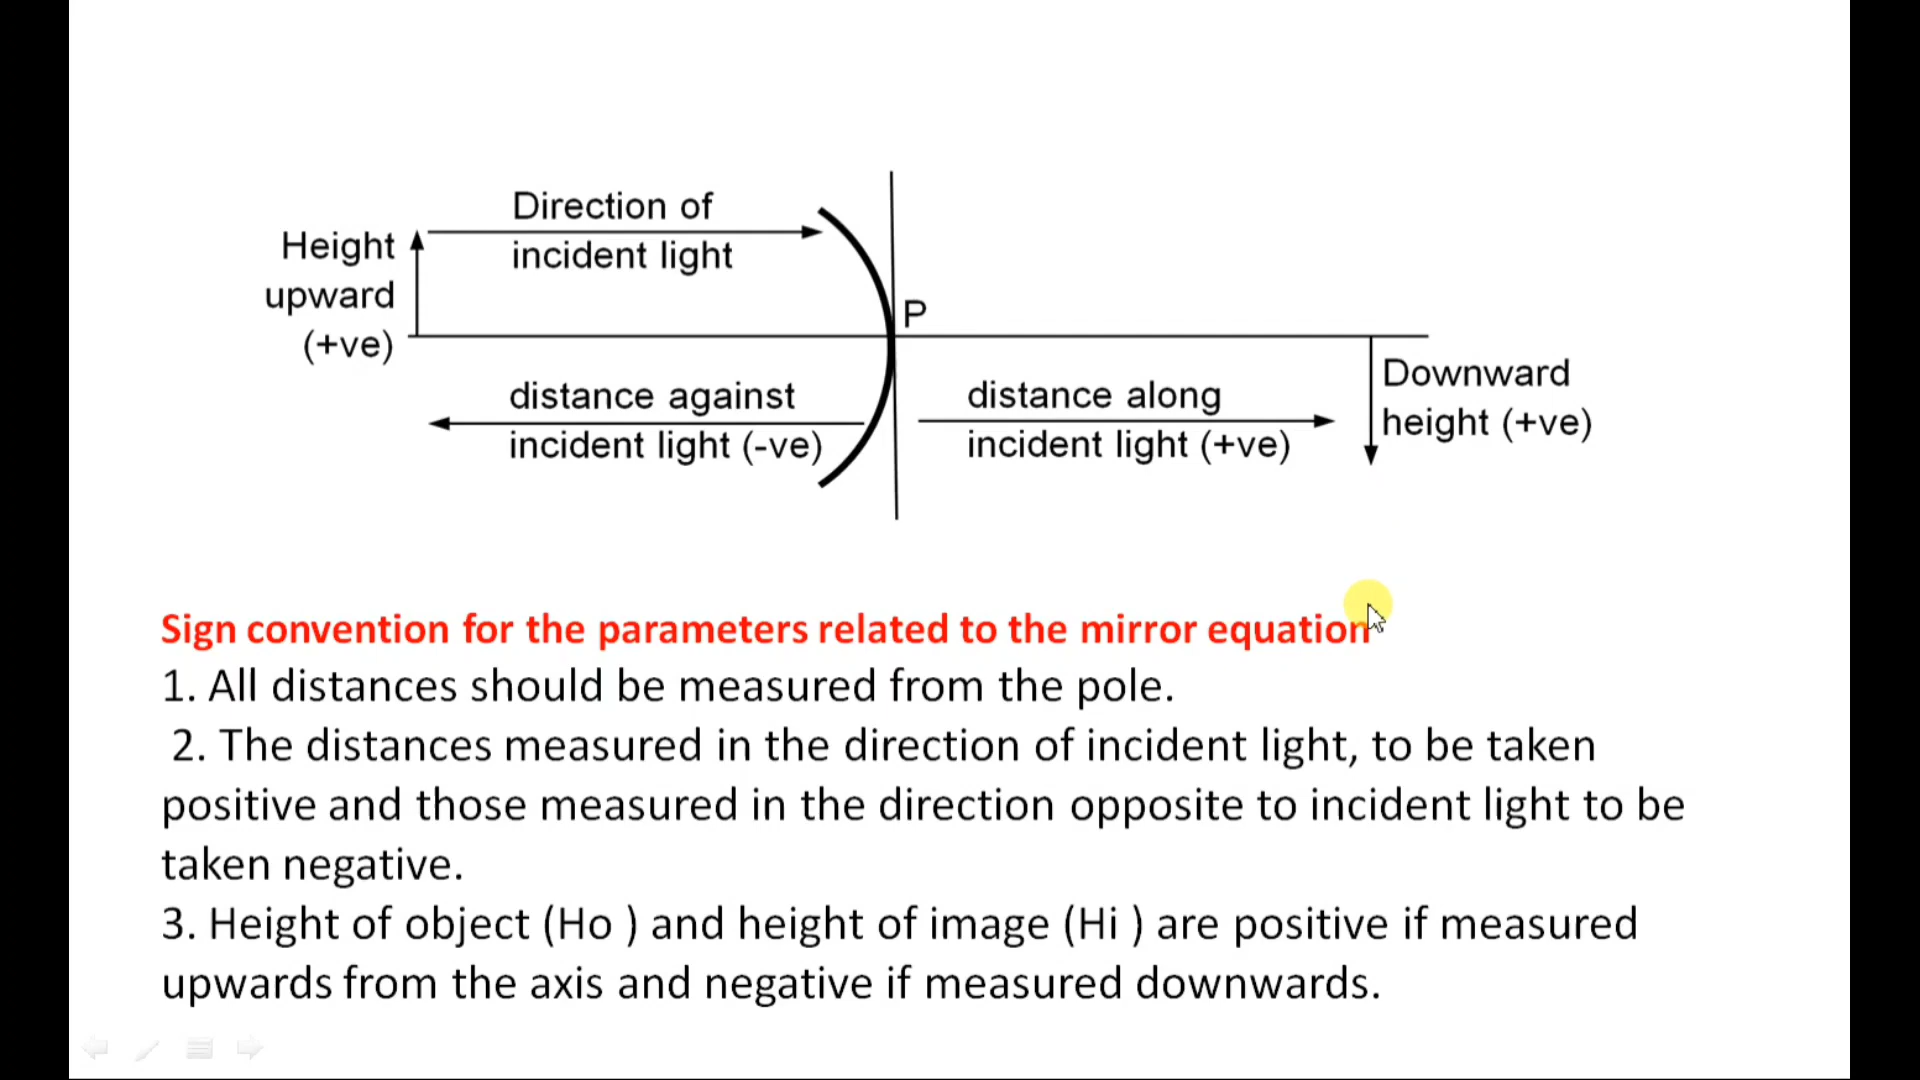 Direction of
incident light
Height
upward
(+ve)
P
distance against
incident light (-ve)
distance along
incident light (+ve)
Downward
height (+ve)
Sign convention for the parameters related to the mirror equation
1. All distances should be measured from the pole.
2. The distances measured in the direction of incident light, to be taken
positive and those measured in the direction opposite to incident light to be
taken negative.
3. Height of object (Ho ) and height of image (Hi ) are positive if measured
upwards from the axis and negative if measured downwards.